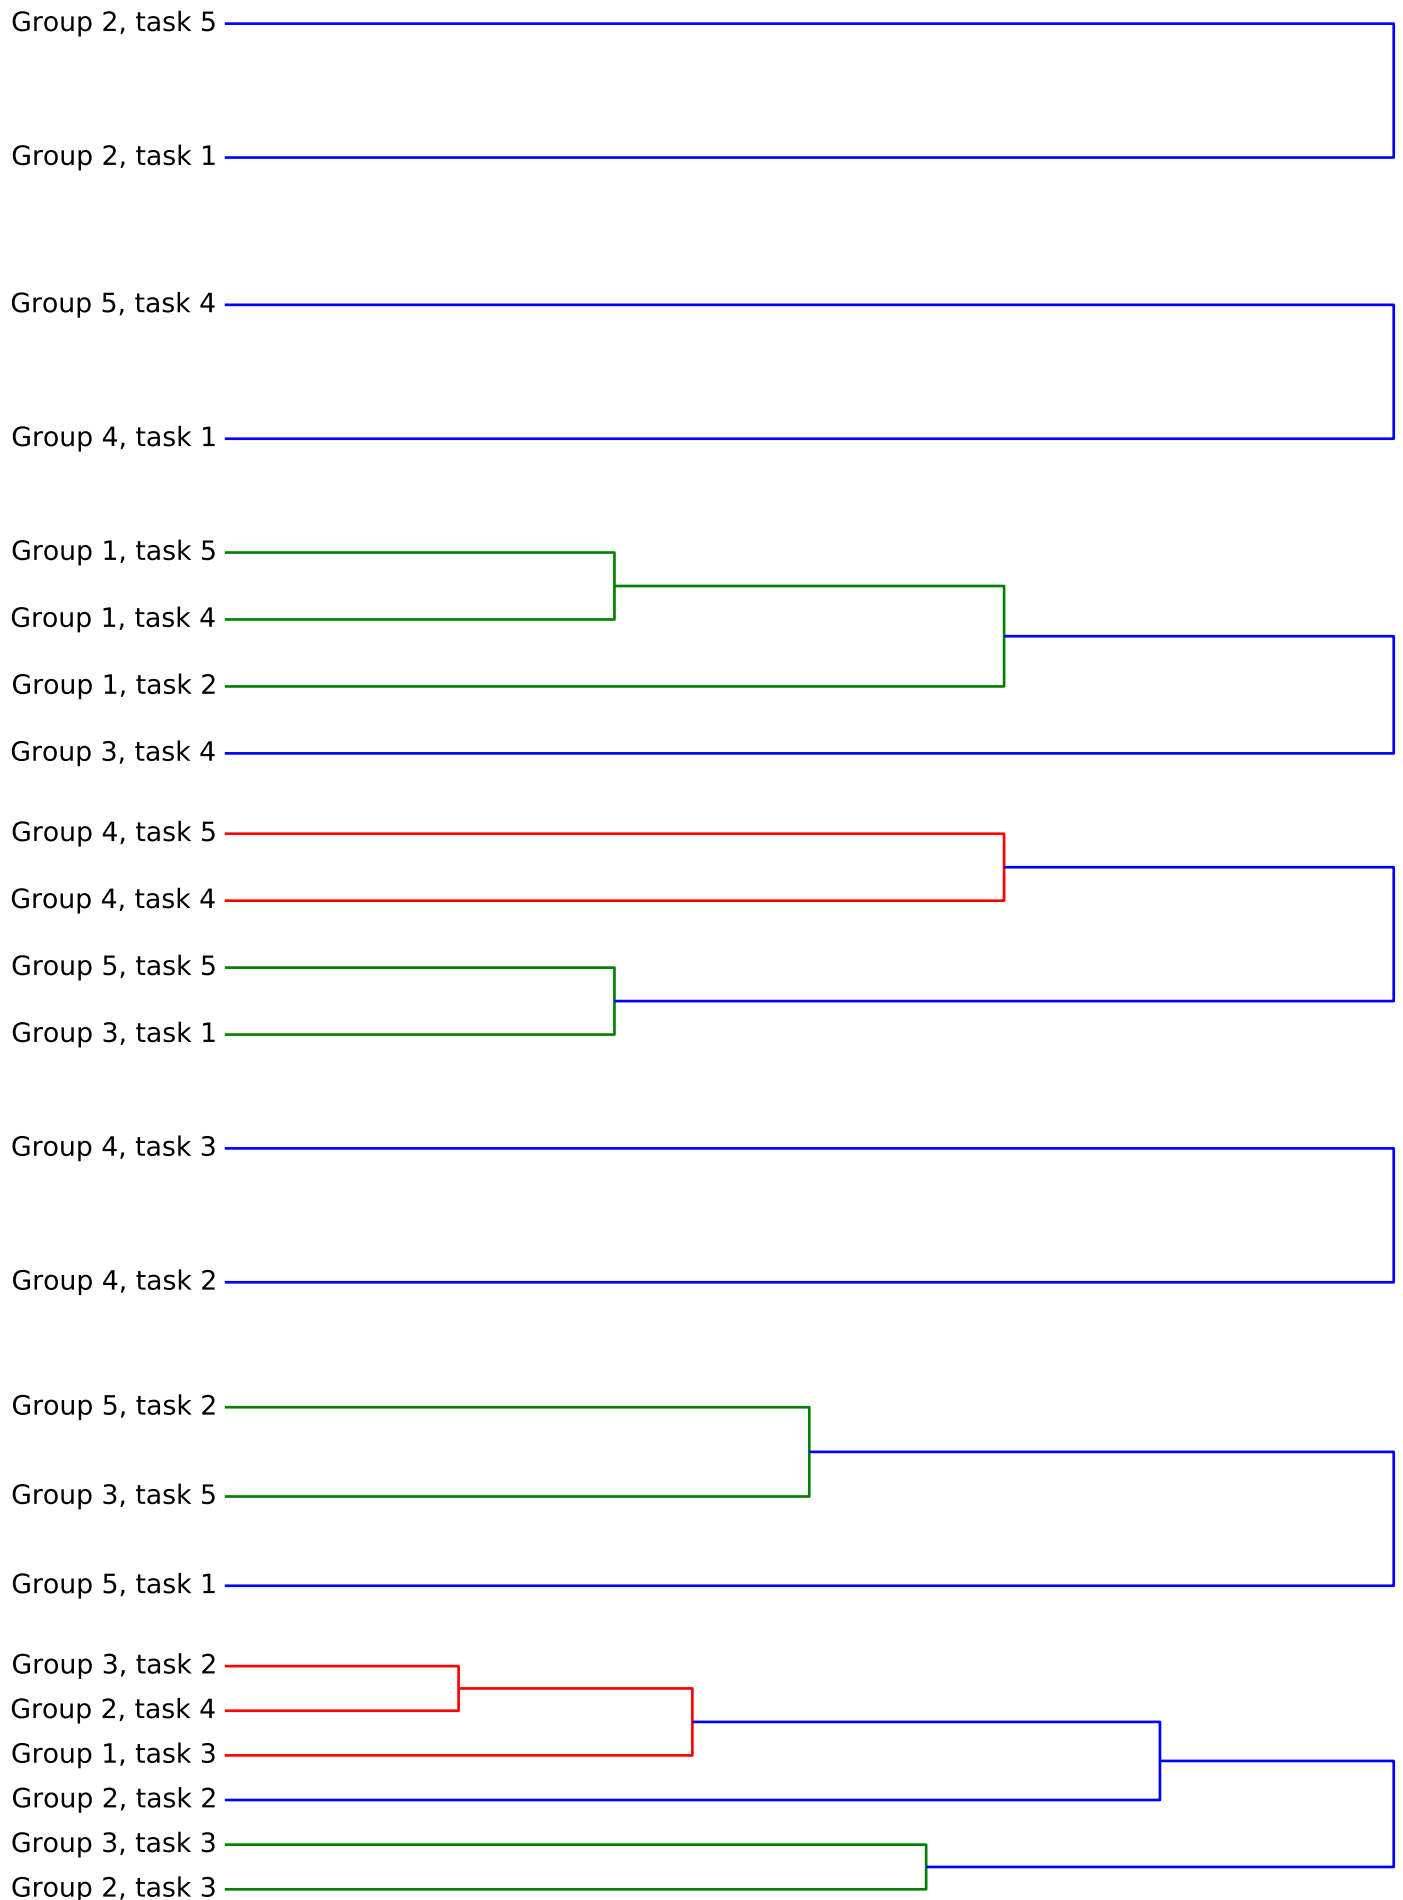 Group 2, task 5
Group 2, task 1
Group 5, task 4
Group 4, task 1
Group 1, task 5
Group 1, task 4
Group 1, task 2
Group 3, task 4
Group 4, task 5
Group 4, task 4
Group 5, task 5
Group 3, task 1
Group 4, task 3
Group 4, task 2
Group 5, task 2
Group 3, task 5
Group 5, task 1
Group 3, task 2
Group 2, task 4
Group 1, task 3
Group 2, task 2
Group 3, task 3
Group 2, task 3